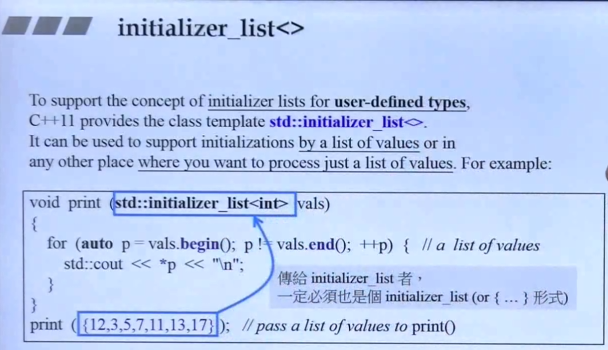 initializer_list<>
To support the concept of initializer lists for user-defined types,
C++11 provides the class template std::initializer_list<>.
It can be used to support initializations by a list of values or in
any other place where you want to process just a list of values. For example:
void print (std::initializer_list<int> vals)
{
for (auto p = vals.begin(); p != vals.end(); ++p) { // a list of values
std::cout << *p << "\n";
}
}
傳給 initializer_list 者，
一定必須也是個 initializer_list (or { ... } 形式)
print ({12,3,5,7,11,13,17}); // pass a list of values to print()